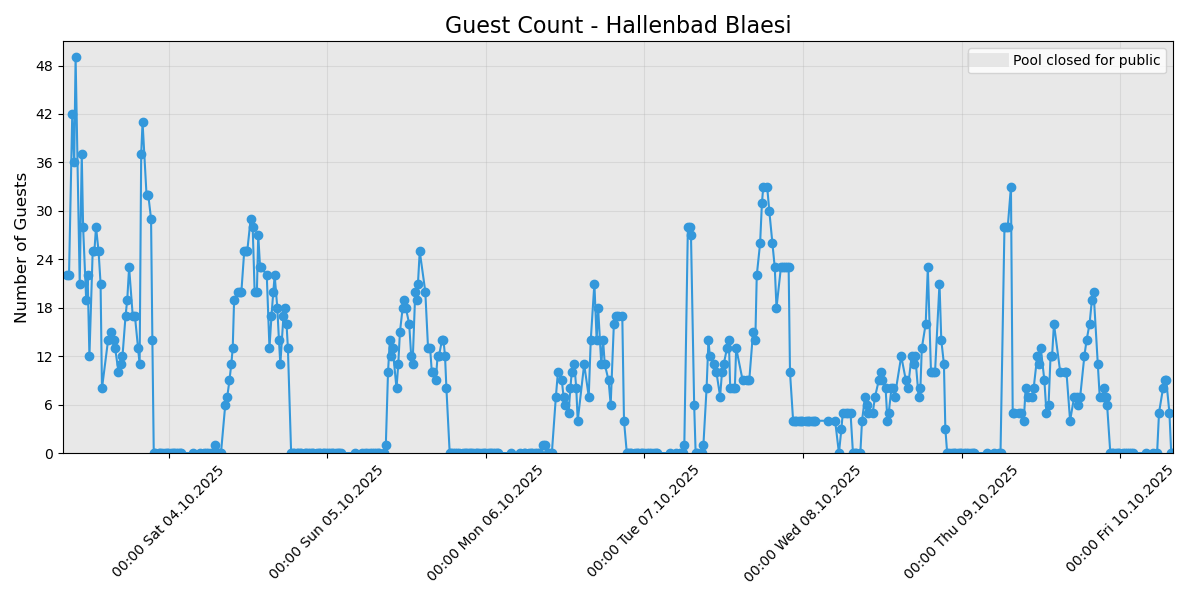 Guest Count - Hallenbad Blaesi
Pool closed for public
Number of Guests
48
42
36
30
24
18
12
6
0
00:00 Sat 04.10.2025
00:00 Sun 05.10.2025
00:00 Mon 06.10.2025
00:00 Tue 07.10.2025
00:00 Wed 08.10.2025
00:00 Thu 09.10.2025
00:00 Fri 10.10.2025